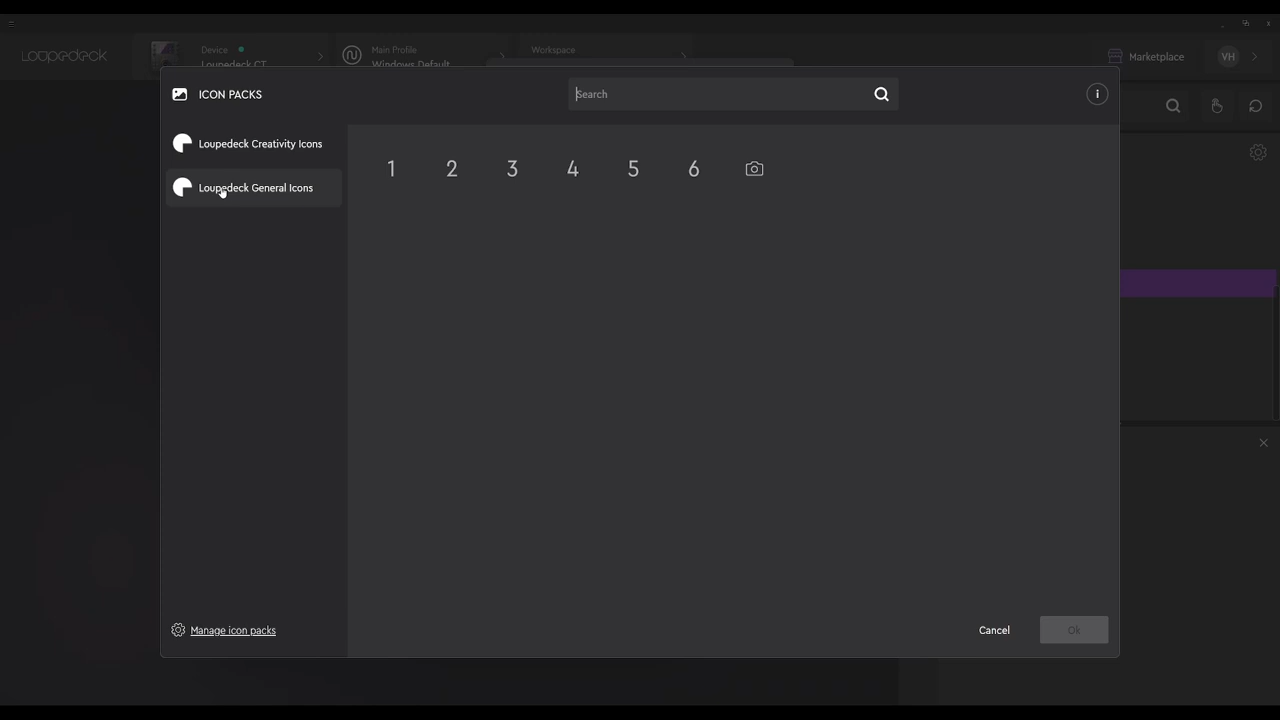 Loupedeck
Device
Loupedeck CT
Main Profile
Windows Default
Workspace
Marketplace
VH
ICON PACKS
Search
i
Loupedeck Creativity Icons
Loupedeck General Icons
1 2 3 4 5 6
Manage icon packs
Cancel
Ok